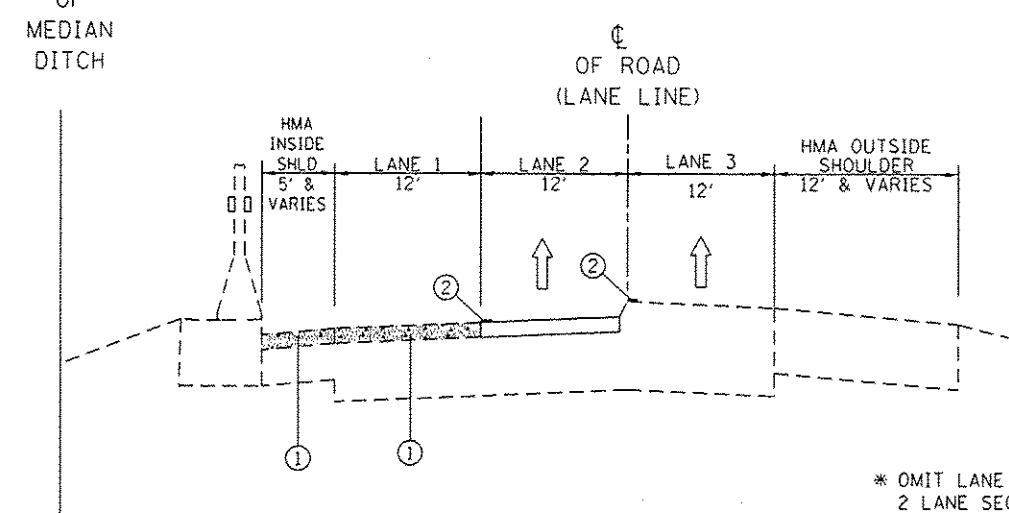 OF
MEDIAN
DITCH
℄
OF ROAD
(LANE LINE)
HMA
INSIDE
SHLD
5' &
VARIES
LANE 1
12'
LANE 2
12'
LANE 3
12'
HMA OUTSIDE
SHOULDER
12' & VARIES
2
2
1
1
* OMIT LANE
2 LANE